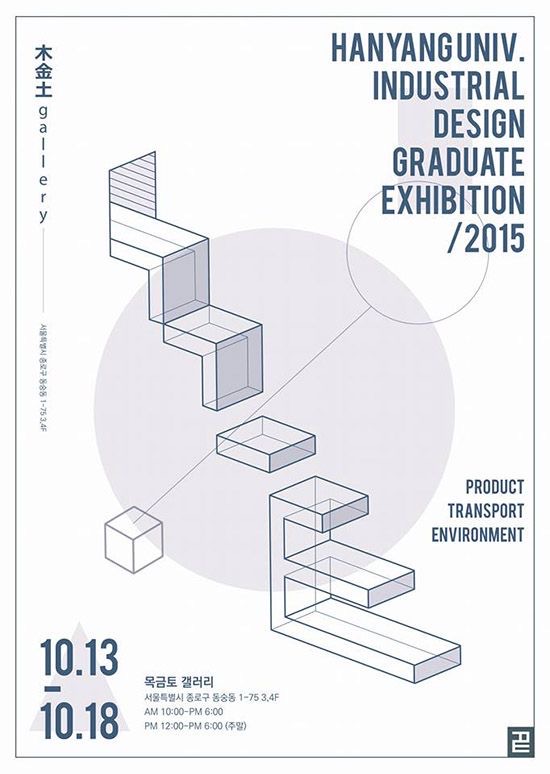 木金土 gallery
서울특별시 종로구 동숭동 1-75 3,4F
HANYANG UNIV.
INDUSTRIAL
DESIGN
GRADUATE
EXHIBITION
/2015
PRODUCT
TRANSPORT
ENVIRONMENT
10.13
-
10.18
목금토 갤러리
서울특별시 종로구 동숭동 1-75 3,4F
AM 10:00-PM 6:00
PM 12:00-PM 6:00 (주말)